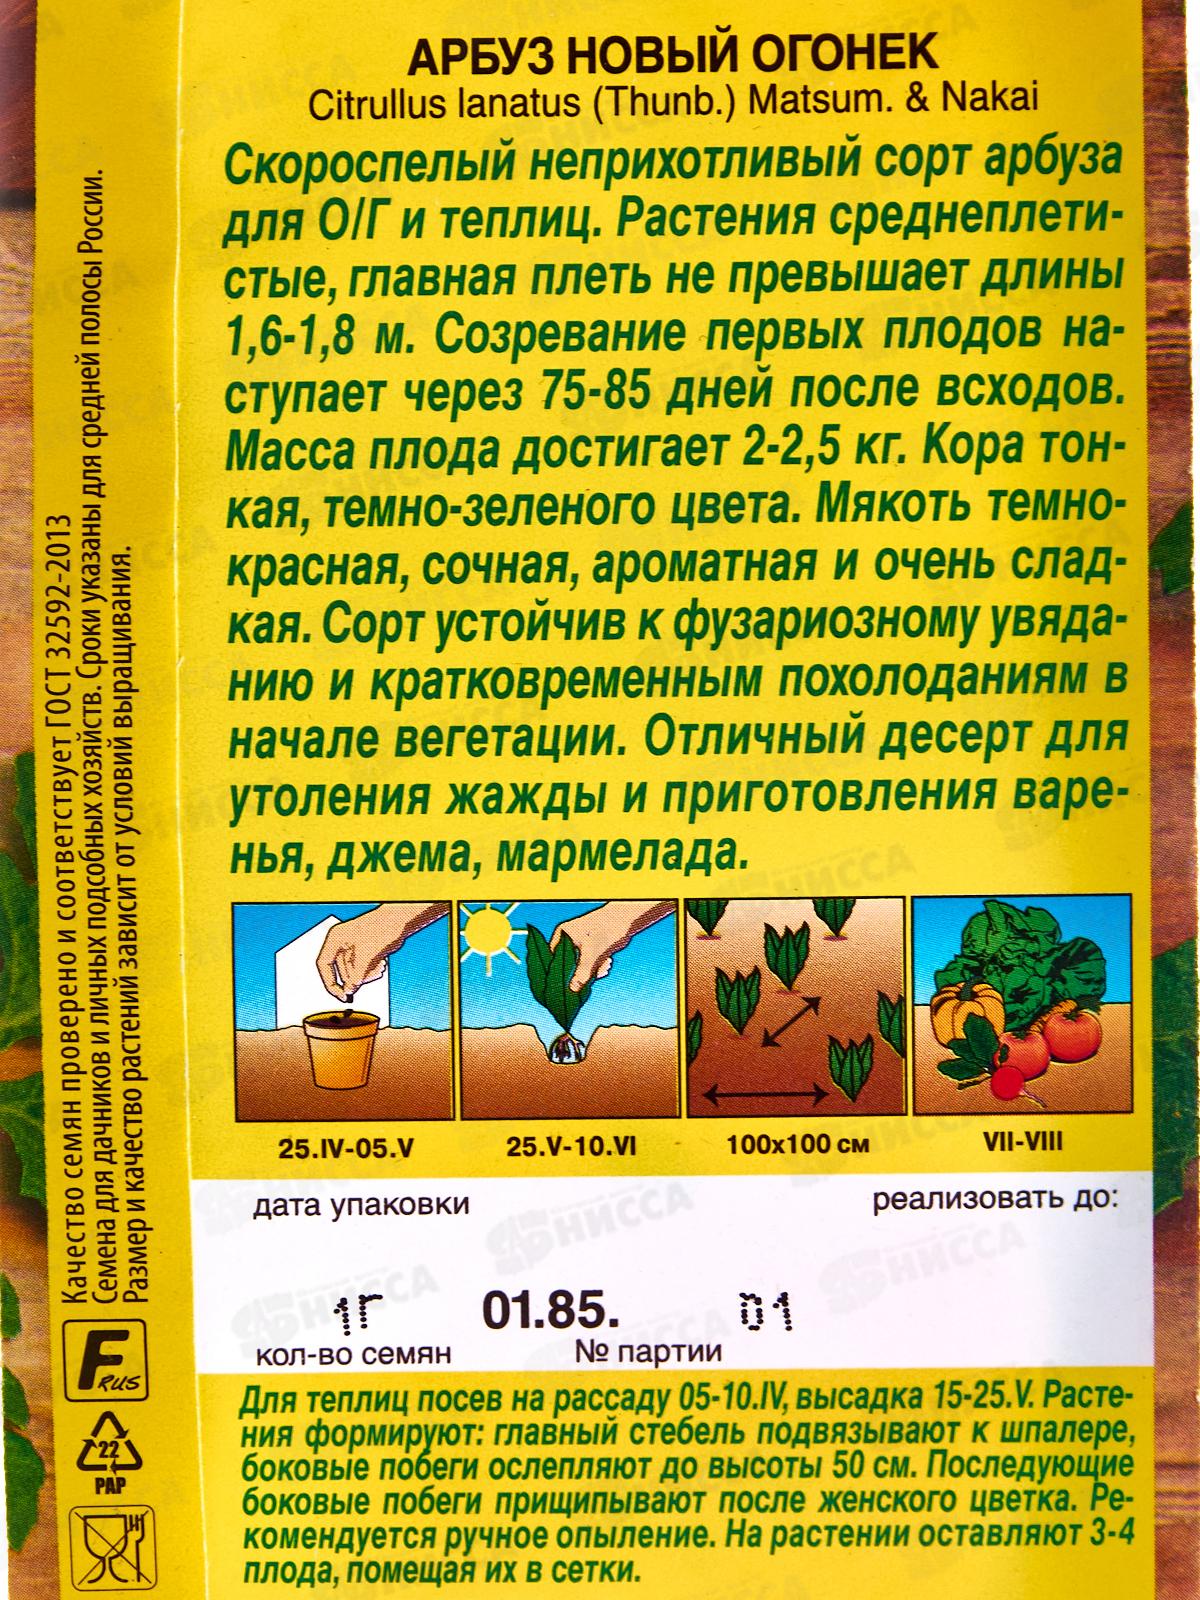 АРБУЗ НОВЫЙ ОГОНЕК
Citrullus lanatus (Thunb.) Matsum. & Nakai
Скороспелый неприхотливый сорт арбуза
для О/Г и теплиц. Растения среднеплети-
стые, главная плеть не превышает длины
1,6-1,8 м. Созревание первых плодов на-
ступает через 75-85 дней после всходов.
Масса плода достигает 2-2,5 кг. Кора тон-
кая, темно-зеленого цвета. Мякоть темно-
красная, сочная, ароматная и очень слад-
кая. Сорт устойчив к фузариозному увяда-
нию и кратковременным похолоданиям в
начале вегетации. Отличный десерт для
утоления жажды и приготовления варе-
нья, джема, мармелада.
25.IV-05.V
25.V-10.VI
100x100 см
VII-VIII
дата упаковки
реализовать до:
1г
01.85.
01
кол-во семян
№ партии
Для теплиц посев на рассаду 05-10.IV, высадка 15-25.V. Расте-
ния формируют: главный стебель подвязывают к шпалере,
боковые побеги ослепляют до высоты 50 см. Последующие
боковые побеги прищипывают после женского цветка. Ре-
комендуется ручное опыление. На растении оставляют 3-4
плода, помещая их в сетки.
Качество семян проверено и соответствует ГОСТ 32592-2013
Семена для дачников и личных подсобных хозяйств. Сроки указаны для средней полосы России.
Размер и качество растений зависит от условий выращивания.
F RUS
22
PAP
НИССА